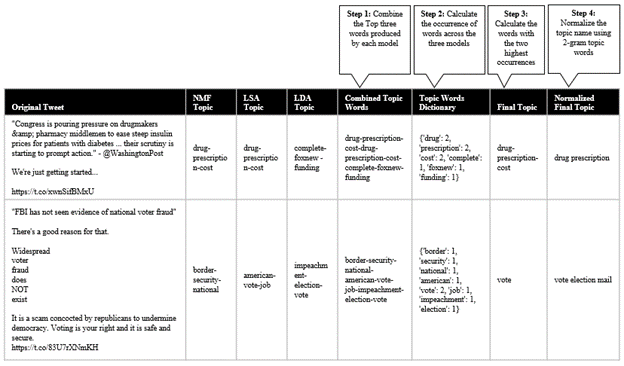 Step 1: Combine
the Top three
words produced
by each model
Step 2: Calculate
the occurrence of
words across the
three models
Step 3:
Calculate the
words with
the two
highest
occurrences
Step 4:
Normalize the
topic name using
2-gram topic
words
Original Tweet
NMF
Topic
LSA
Topic
LDA
Topic
Combined Topic
Words
Topic Words
Dictionary
Final Topic
Normalized
Final Topic
"Congress is pouring pressure on drugmakers
&amp; pharmacy middlemen to ease steep insulin
prices for patients with diabetes ... their scrutiny is
starting to prompt action." - @WashingtonPost
We're just getting started...
https://t.co/xwnSifBMxU
drug-
prescriptio
n-cost
drug-
prescriptio
n-cost
complete-
foxnew -
funding
drug-prescription-
cost-drug-
prescription-cost-
complete-foxnew-
funding
{'drug': 2,
'prescription': 2,
'cost': 2, 'complete':
1, 'foxnew': 1,
'funding': 1}
drug-
prescription-
cost
drug prescription
"FBI has not seen evidence of national voter fraud"
There's a good reason for that.
Widespread
voter
fraud
does
NOT
exist
It is a scam concocted by republicans to undermine
democracy. Voting is your right and it is safe and
secure.
https://t.co/83U7rXNmKH
border-
security-
national
american-
vote-job
impeachm
ent-
election-
vote
border-security-
national-
american-vote-
job-impeachment-
election-vote
{'border': 1,
'security': 1,
'national': 1,
'american': 1,
'vote': 2, 'job': 1,
'impeachment': 1,
'election': 1}
vote
vote election mail